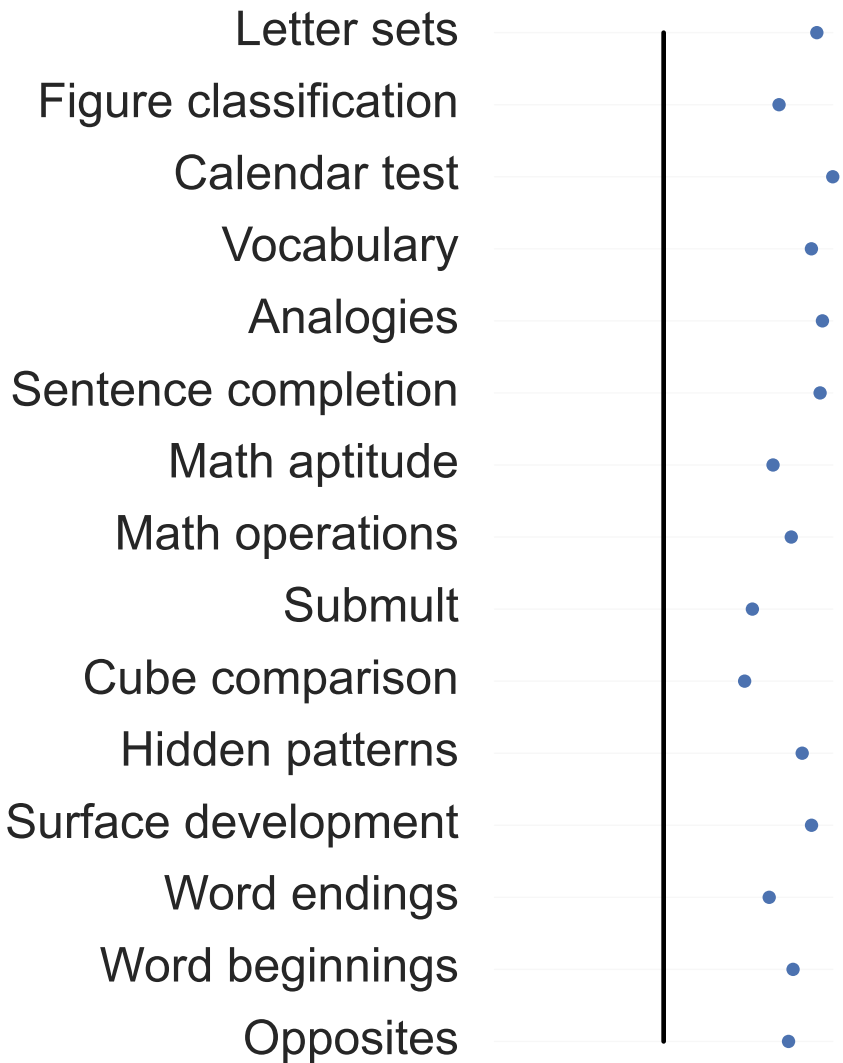 Letter sets
Figure classification
Calendar test
Vocabulary
Analogies
Sentence completion
Math aptitude
Math operations
Submult
Cube comparison
Hidden patterns
Surface development
Word endings
Word beginnings
Opposites